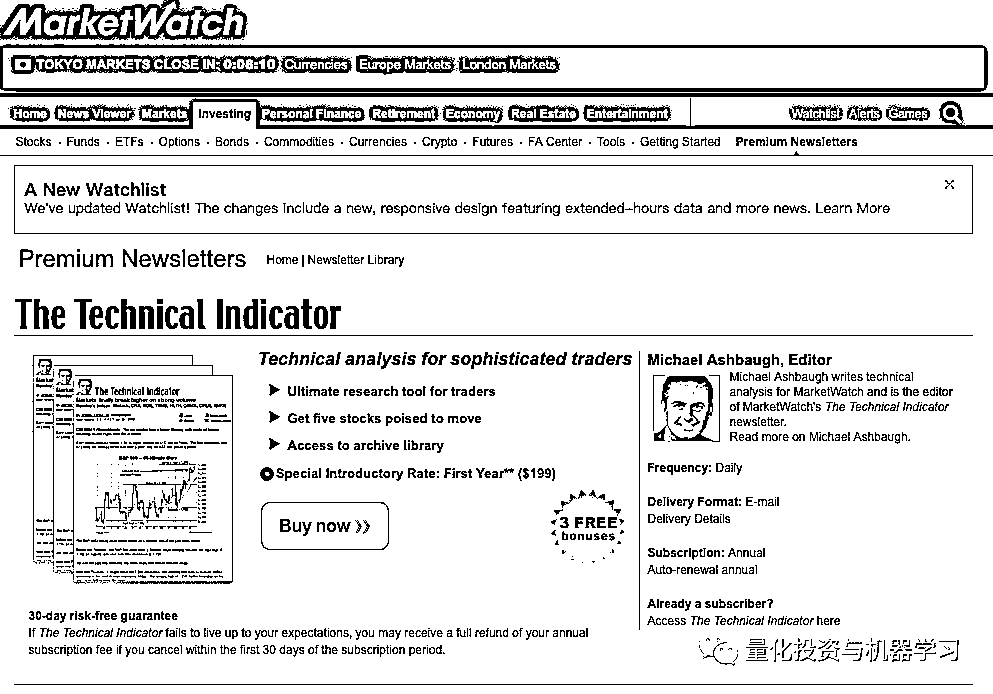 MarketWatch
TOKYO MARKETS CLOSE IN: 0:08:10 Currencies Europe Markets London Markets
Home News Viewer Markets Investing Personal Finance Retirement Economy Real Estate Entertainment Watchlist Alerts Games
Stocks · Funds · ETFs · Options · Bonds · Commodities · Currencies · Crypto · Futures · FA Center · Tools · Getting Started Premium Newsletters
A New Watchlist
We've updated Watchlist! The changes include a new, responsive design featuring extended-hours data and more news. Learn More
Premium Newsletters Home | Newsletter Library
The Technical Indicator
The Technical Indicator
Markets finally break higher on strong volume
Technical analysis for sophisticated traders
Ultimate research tool for traders
Get five stocks poised to move
Access to archive library
Special Introductory Rate: First Year** ($199)
Buy now
3 FREE
bonuses
Michael Ashbaugh, Editor
Michael Ashbaugh writes technical
analysis for MarketWatch and is the editor
of MarketWatch's The Technical Indicator
newsletter.
Read more on Michael Ashbaugh.
Frequency: Daily
Delivery Format: E-mail
Delivery Details
Subscription: Annual
Auto-renewal annual
Already a subscriber?
Access The Technical Indicator here
30-day risk-free guarantee
If The Technical Indicator fails to live up to your expectations, you may receive a full refund of your annual
subscription fee if you cancel within the first 30 days of the subscription period.
量化投资与机器学习